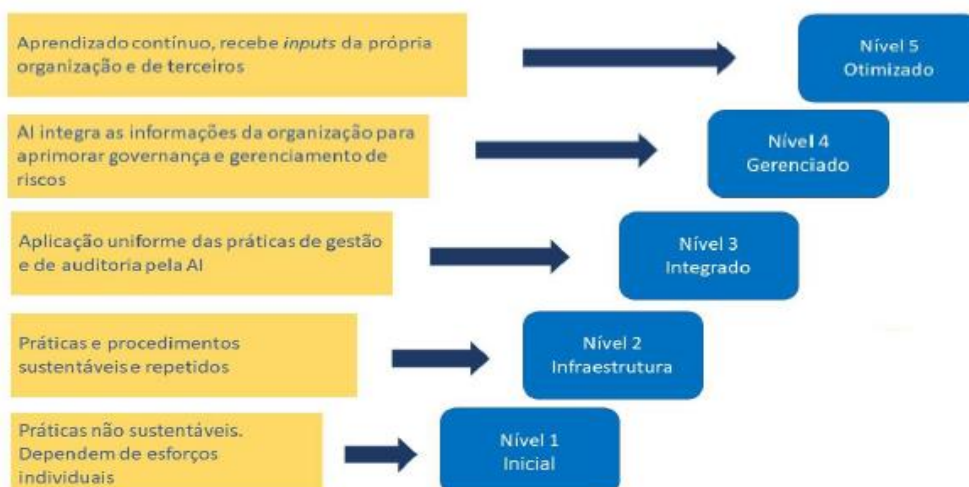 Aprendizado contínuo, recebe inputs da própria
organização e de terceiros
Nível 5
Otimizado
AI integra as informações da organização para
aprimorar governança e gerenciamento de
riscos
Nível 4
Gerenciado
Aplicação uniforme das práticas de gestão
e de auditoria pela AI
Nível 3
Integrado
Práticas e procedimentos
sustentáveis e repetidos
Nível 2
Infraestrutura
Práticas não sustentáveis.
Dependem de esforços
individuais
Nível 1
Inicial